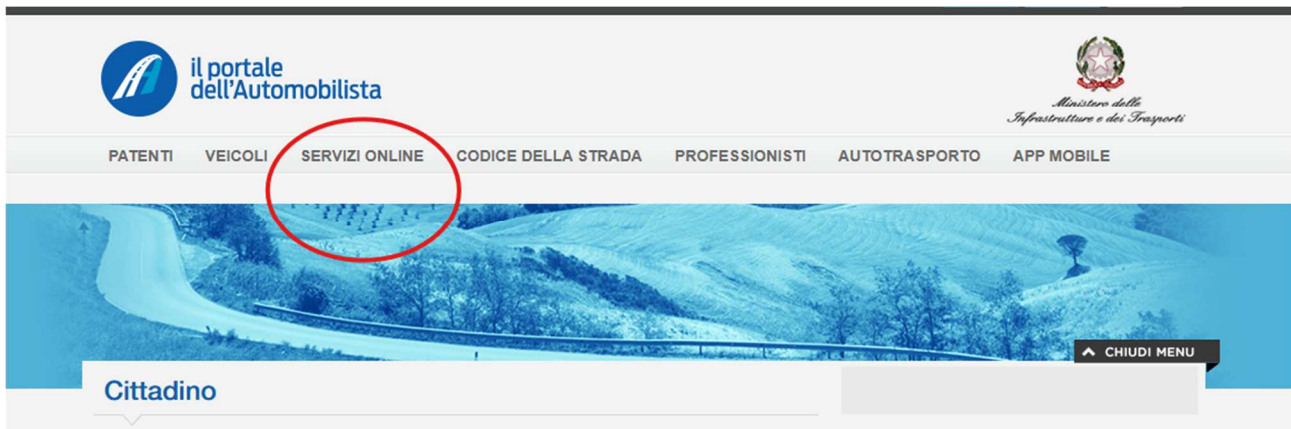 il portale
dell'Automobilista
Ministero delle
Infrastrutture e dei Trasporti
PATENTI VEICOLI SERVIZI ONLINE CODICE DELLA STRADA PROFESSIONISTI AUTOTRASPORTO APP MOBILE
CHIUDI MENU
Cittadino